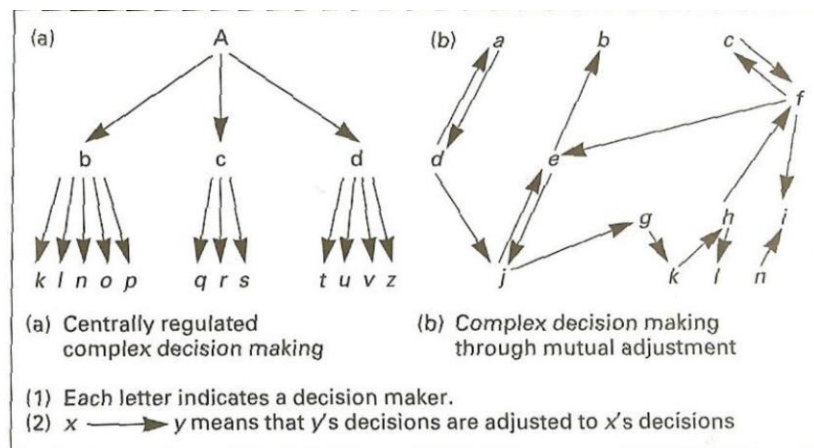 (a) A (b) a b c
f
b c d d e
g h i
k l n o p q r s t u v z j k l n
(a) Centrally regulated (b) Complex decision making
complex decision making through mutual adjustment
(1) Each letter indicates a decision maker.
(2) x y means that y's decisions are adjusted to x's decisions